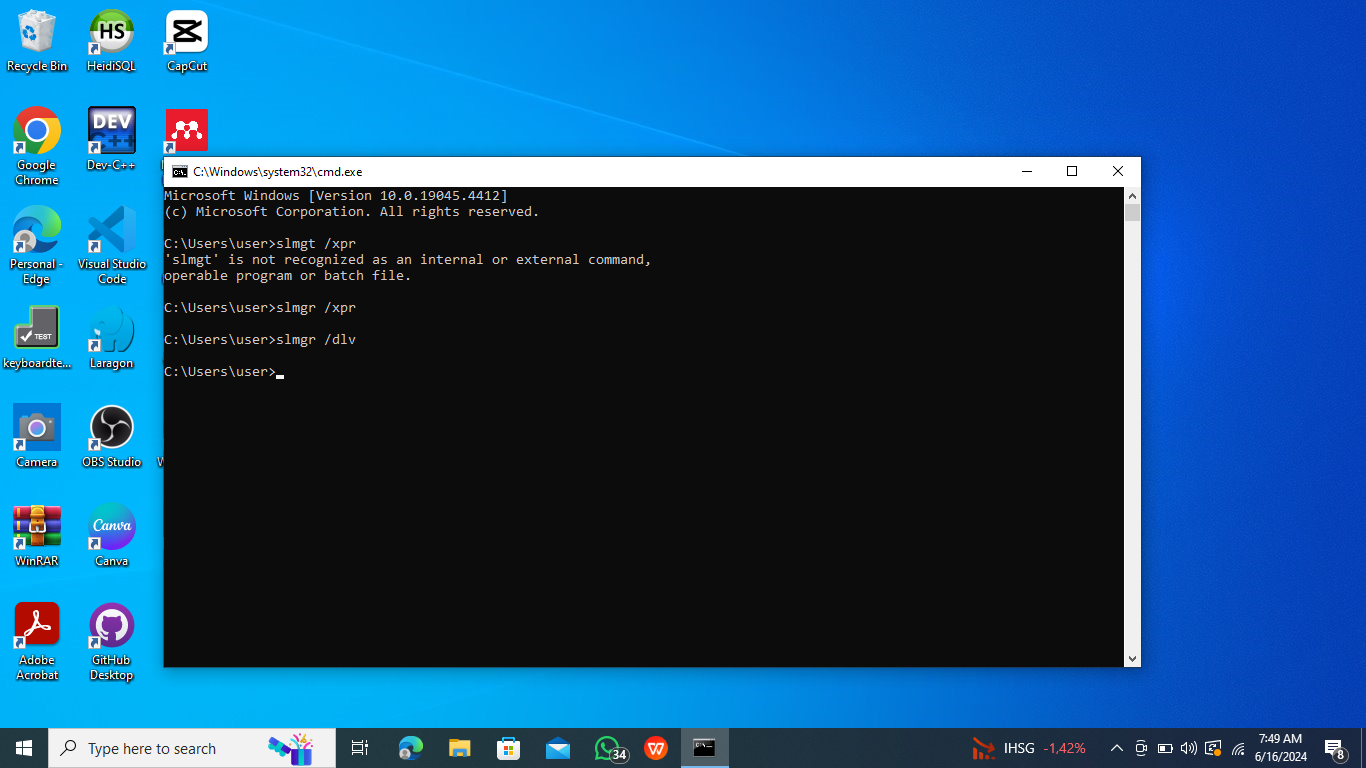 Recycle Bin
HeidiSQL
CapCut
Google
Chrome
Dev-C++
Personal -
Edge
Visual Studio
Code
keyboardte...
Laragon
Camera
OBS Studio
WinRAR
Canva
Adobe
Acrobat
GitHub
Desktop
HS
DEV
C++
TEST
Canva
C:\Windows\system32\cmd.exe
Microsoft Windows [Version 10.0.19045.4412]
(c) Microsoft Corporation. All rights reserved.
C:\Users\user>slmgt /xpr
'slmgt' is not recognized as an internal or external command,
operable program or batch file.
C:\Users\user>slmgr /xpr
C:\Users\user>slmgr /dlv
C:\Users\user>
Type here to search
34
IHSG -1,42%
7:49 AM
6/16/2024
8